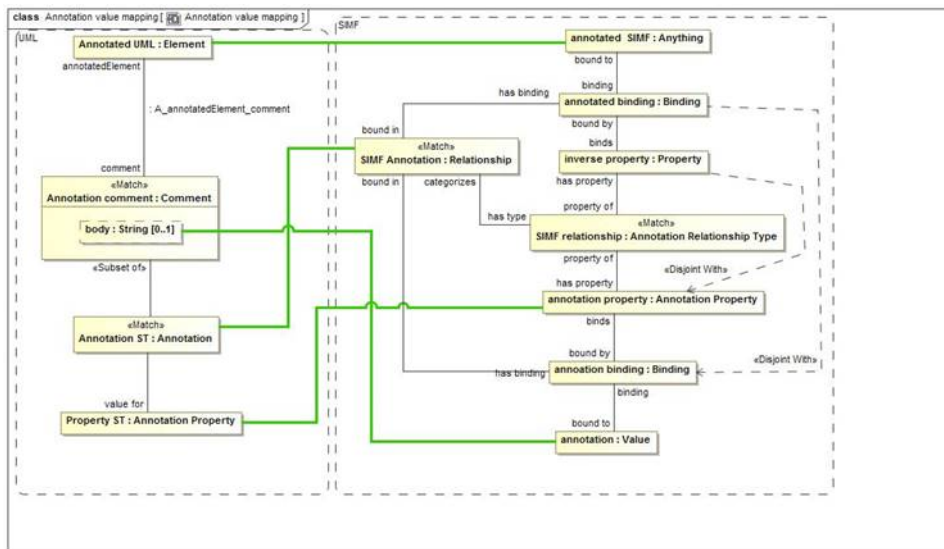 class Annotation value mapping [ Annotation value mapping ]
UML
SIMF
Annotated UML : Element
annotated SIMF : Anything
annotatedElement
bound to
binding
has binding
annotated binding : Binding
: A_annotatedElement_comment
bound by
bound in
binds
«Match»
SIMF Annotation : Relationship
inverse property : Property
comment
bound in
categorizes
has property
«Match»
Annotation comment : Comment
property of
has type
«Match»
SIMF relationship : Annotation Relationship Type
body : String [0..1]
property of
«Subset of»
«Disjoint With»
has property
annotation property : Annotation Property
binds
«Match»
Annotation ST : Annotation
bound by
«Disjoint With»
has binding
annoation binding : Binding
binding
value for
Property ST : Annotation Property
bound to
annotation : Value